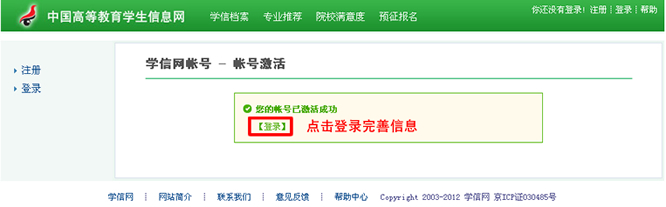 中国高等教育学生信息网 学信档案 专业推荐 院校满意度 预征报名 你还没有登录! 注册 | 登录 | 帮助
注册
登录
学信网帐号 - 帐号激活
您的帐号已激活成功
【登录】 点击登录完善信息
学信网 ┊ 网站简介 ┊ 联系我们 ┊ 意见反馈 ┊ 帮助中心 Copyright 2003-2012 学信网 京ICP证030485号